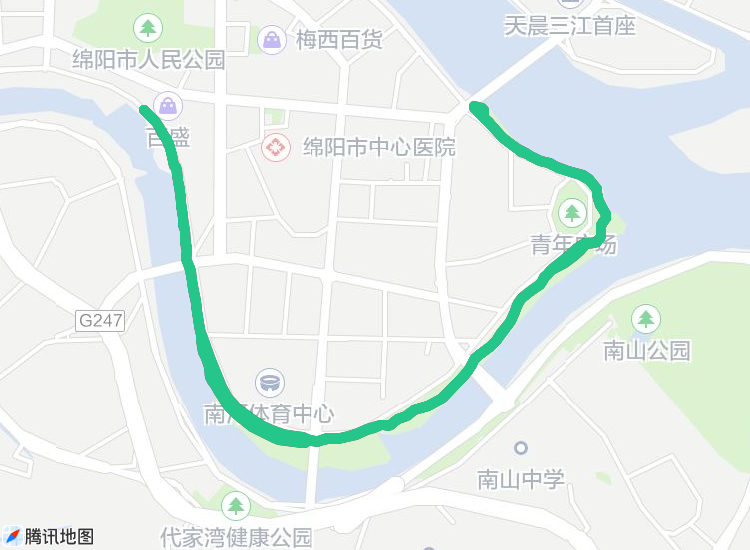 天晨三江首座
梅西百货
绵阳市人民公园
百盛
绵阳市中心医院
青年广场
G247
南山公园
南河体育中心
南山中学
代家湾健康公园
腾讯地图